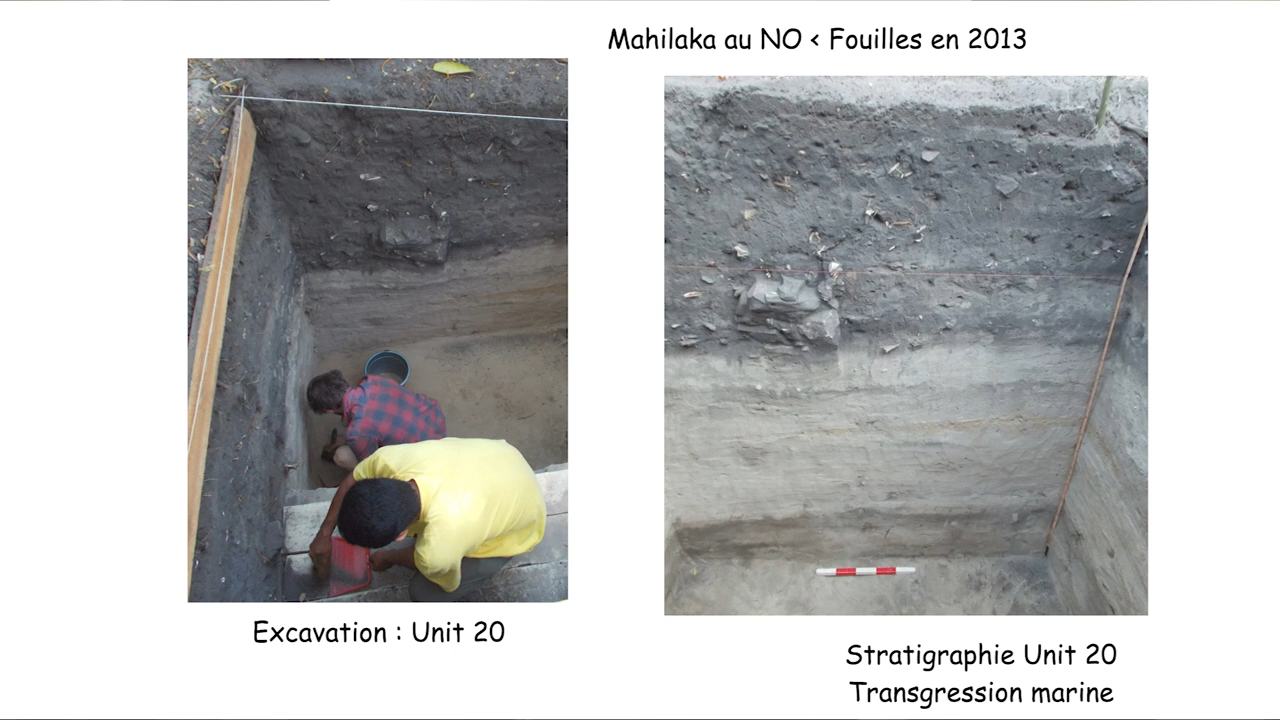 Mahilaka au NO < Fouilles en 2013
Excavation : Unit 20
Stratigraphie Unit 20
Transgression marine